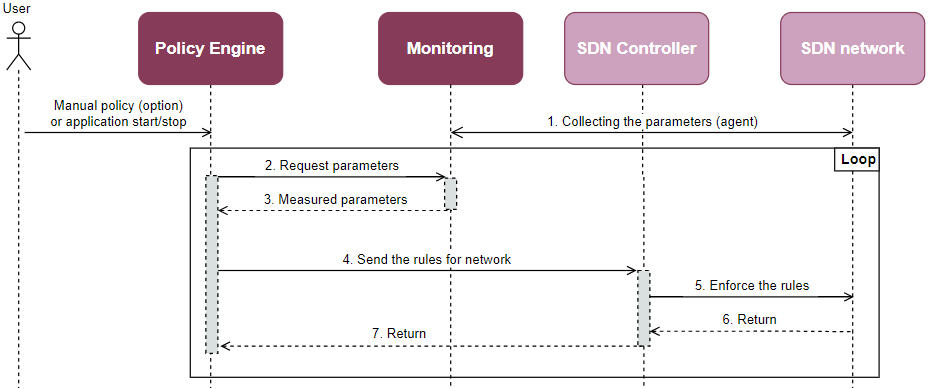 User
Policy Engine
Monitoring
SDN Controller
SDN network
Manual policy (option)
or application start/stop
1. Collecting the parameters (agent)
Loop
2. Request parameters
3. Measured parameters
4. Send the rules for network
5. Enforce the rules
6. Return
7. Return